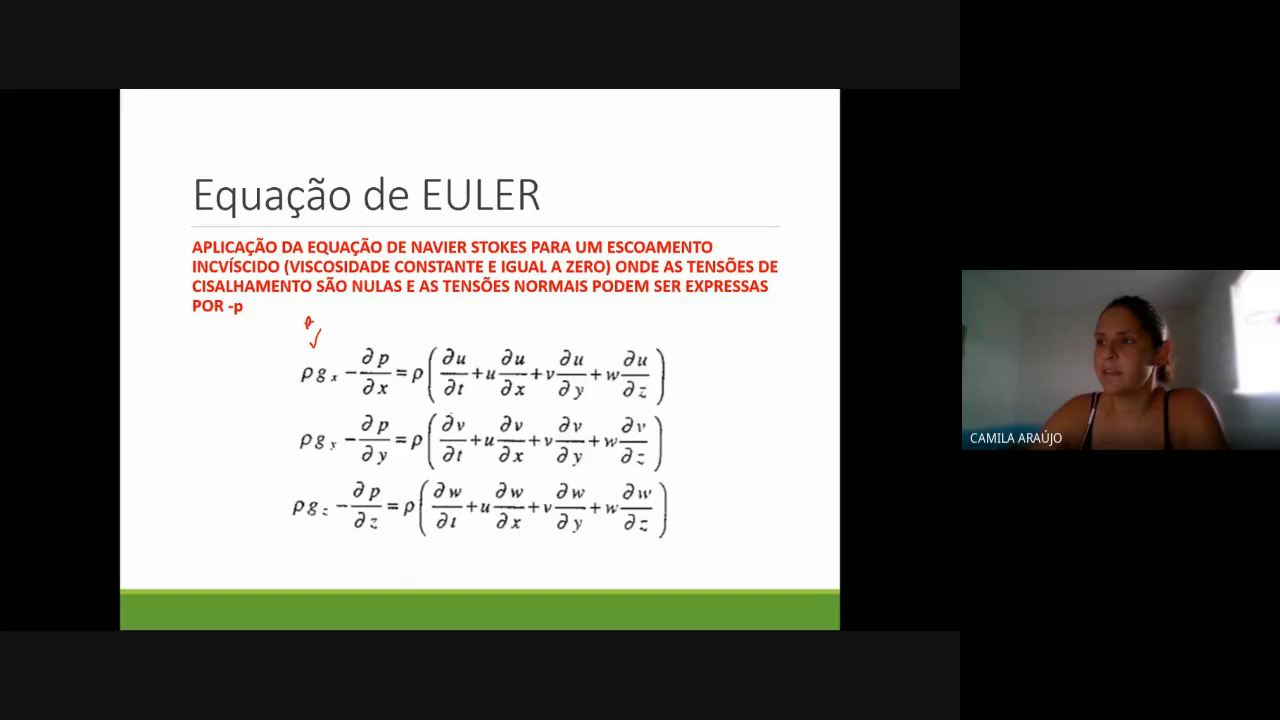 Equação de EULER
APLICAÇÃO DA EQUAÇÃO DE NAVIER STOKES PARA UM ESCOAMENTO
INCVÍSCIDO (VISCOSIDADE CONSTANTE E IGUAL A ZERO) ONDE AS TENSÕES DE
CISALHAMENTO SÃO NULAS E AS TENSÕES NORMAIS PODEM SER EXPRESSAS
POR -p
ρg_x - ∂p/∂x = ρ(∂u/∂t + u ∂u/∂x + v ∂u/∂y + w ∂u/∂z)
ρg_y - ∂p/∂y = ρ(∂v/∂t + u ∂v/∂x + v ∂v/∂y + w ∂v/∂z)
ρg_z - ∂p/∂z = ρ(∂w/∂t + u ∂w/∂x + v ∂w/∂y + w ∂w/∂z)
CAMILA ARAÚJO